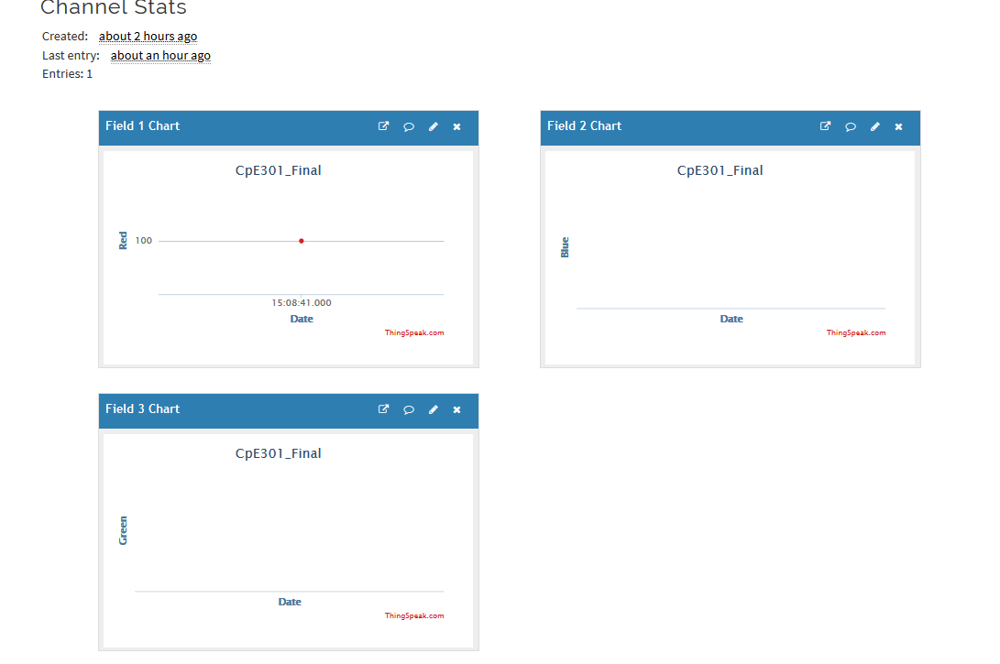 Channel Stats
Created: about 2 hours ago
Last entry: about an hour ago
Entries: 1
Field 1 Chart
CpE301_Final
Red
100
15:08:41.000
Date
ThingSpeak.com
Field 2 Chart
CpE301_Final
Blue
Date
ThingSpeak.com
Field 3 Chart
CpE301_Final
Green
Date
ThingSpeak.com